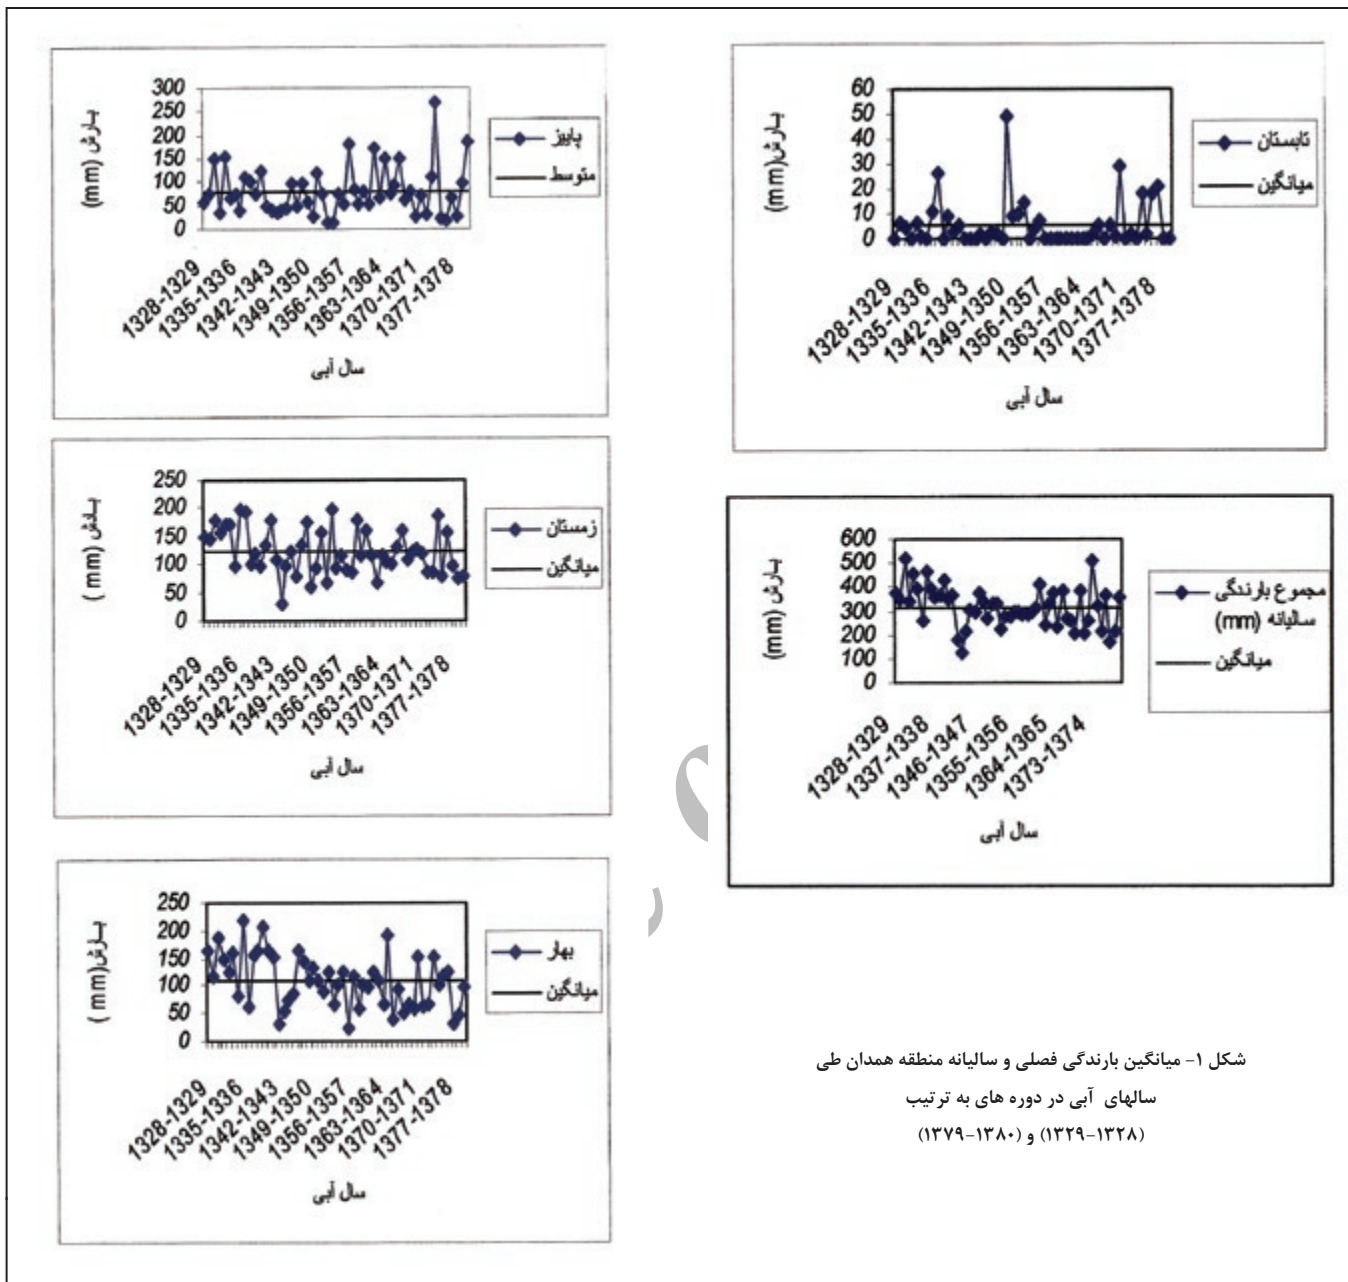 300
250
200
150
100
50
0
بارش (mm)
پاییز
متوسط
1328-1329
1335-1336
1342-1343
1349-1350
1356-1357
1363-1364
1370-1371
1377-1378
سال آبی
60
50
40
30
20
10
0
بارش(mm)
تابستان
میانگین
1328-1329
1335-1336
1342-1343
1349-1350
1356-1357
1363-1364
1370-1371
1377-1378
سال آبی
250
200
150
100
50
0
بادش (mm )
زمستان
میانگین
1328-1329
1335-1336
1342-1343
1349-1350
1356-1357
1363-1364
1370-1371
1377-1378
سال آبی
600
500
400
300
200
100
0
بارش (mm)
مجموع بارندگی
سالیانه (mm)
میانگین
1328-1329
1337-1338
1346-1347
1355-1356
1364-1365
1373-1374
سال آبی
250
200
150
100
50
0
بارش(mm )
بهار
میانگین
1328-1329
1335-1336
1342-1343
1349-1350
1356-1357
1363-1364
1370-1371
1377-1378
سال آبی
شکل ۱- میانگین بارندگی فصلی و سالیانه منطقه همدان طی
سالهای آبی در دوره های به ترتیب
(۱۳۲۸-۱۳۲۹) و (۱۳۸۰-۱۳۷۹)